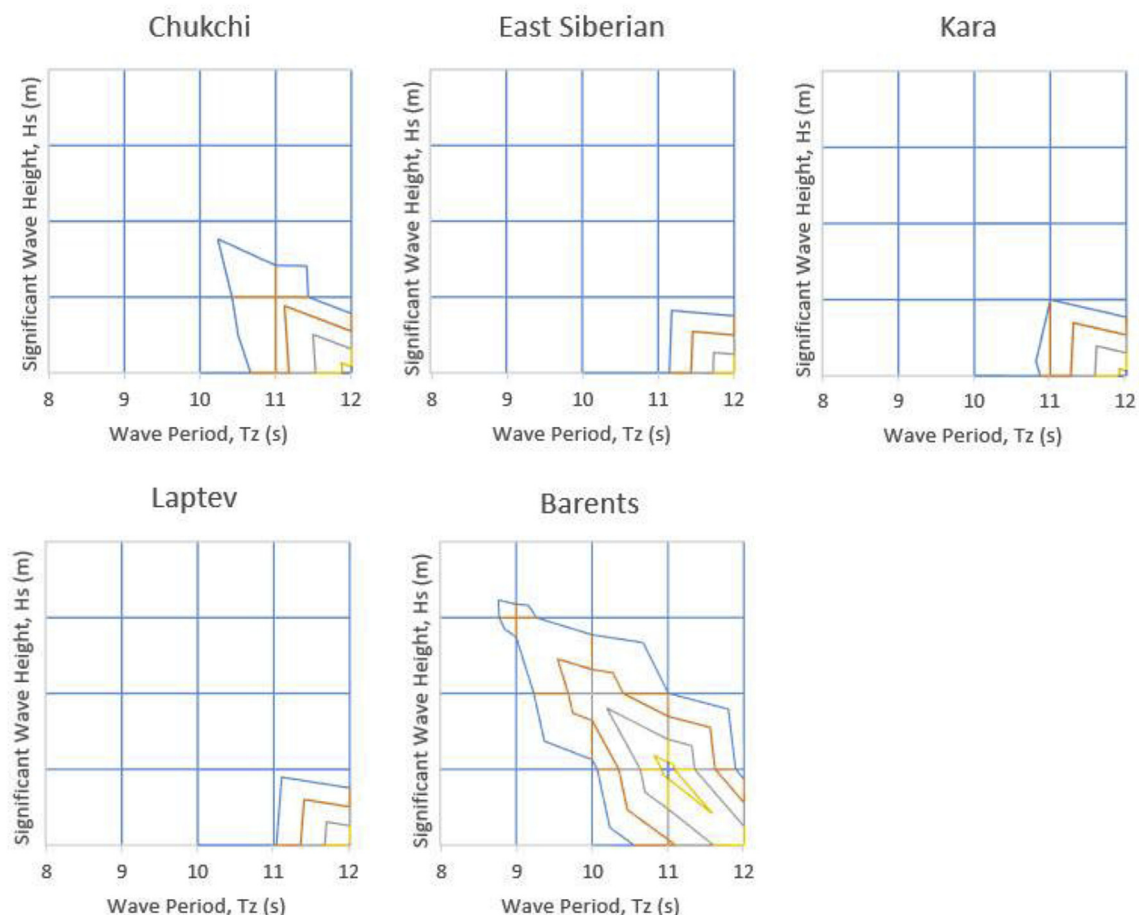 Chukchi
Significant Wave Height, Hs (m)
8 9 10 11 12
Wave Period, Tz (s)
East Siberian
Significant Wave Height, Hs (m)
8 9 10 11 12
Wave Period, Tz (s)
Kara
Significant Wave Height, Hs (m)
8 9 10 11 12
Wave Period, Tz (s)
Laptev
Significant Wave Height, Hs (m)
8 9 10 11 12
Wave Period, Tz (s)
Barents
Significant Wave Height, Hs (m)
8 9 10 11 12
Wave Period, Tz (s)